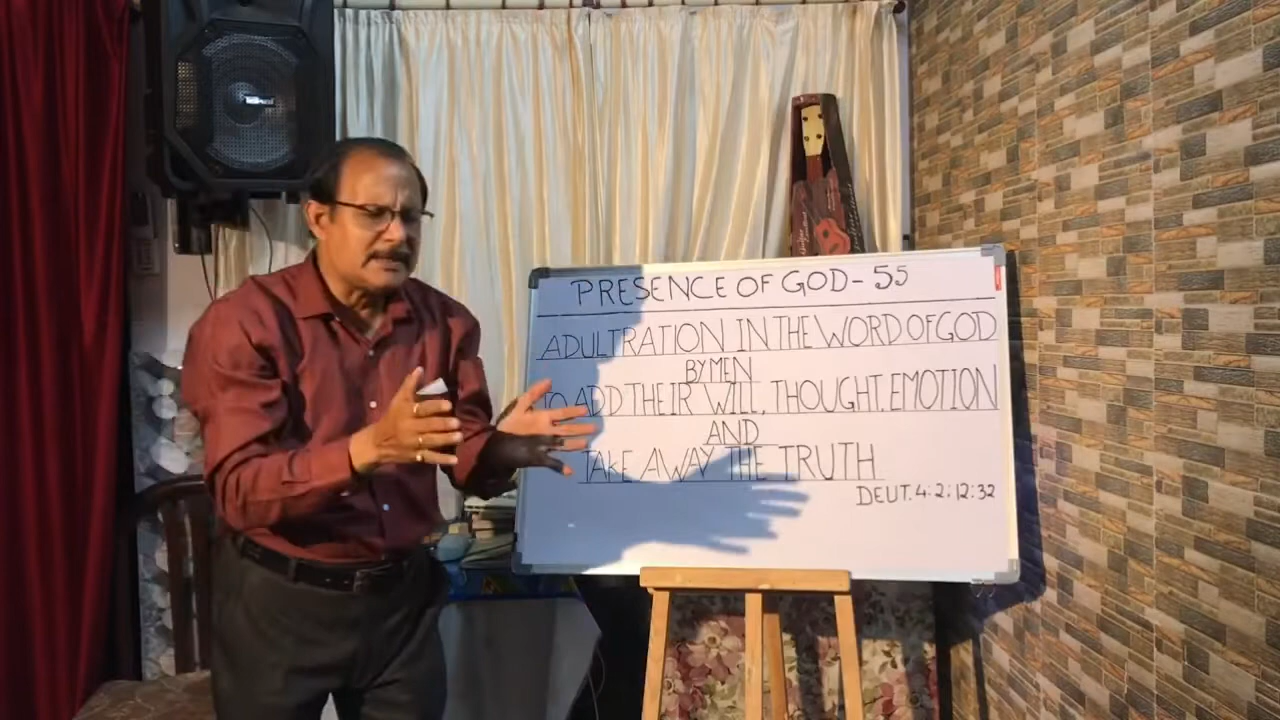 PRESENCE OF GOD - 55
ADULTRATION IN THE WORD OF GOD
BY MEN
TO ADD THEIR WILL, THOUGHT, EMOTION
AND
TAKE AWAY THE TRUTH
DEUT. 4:2; 12:32